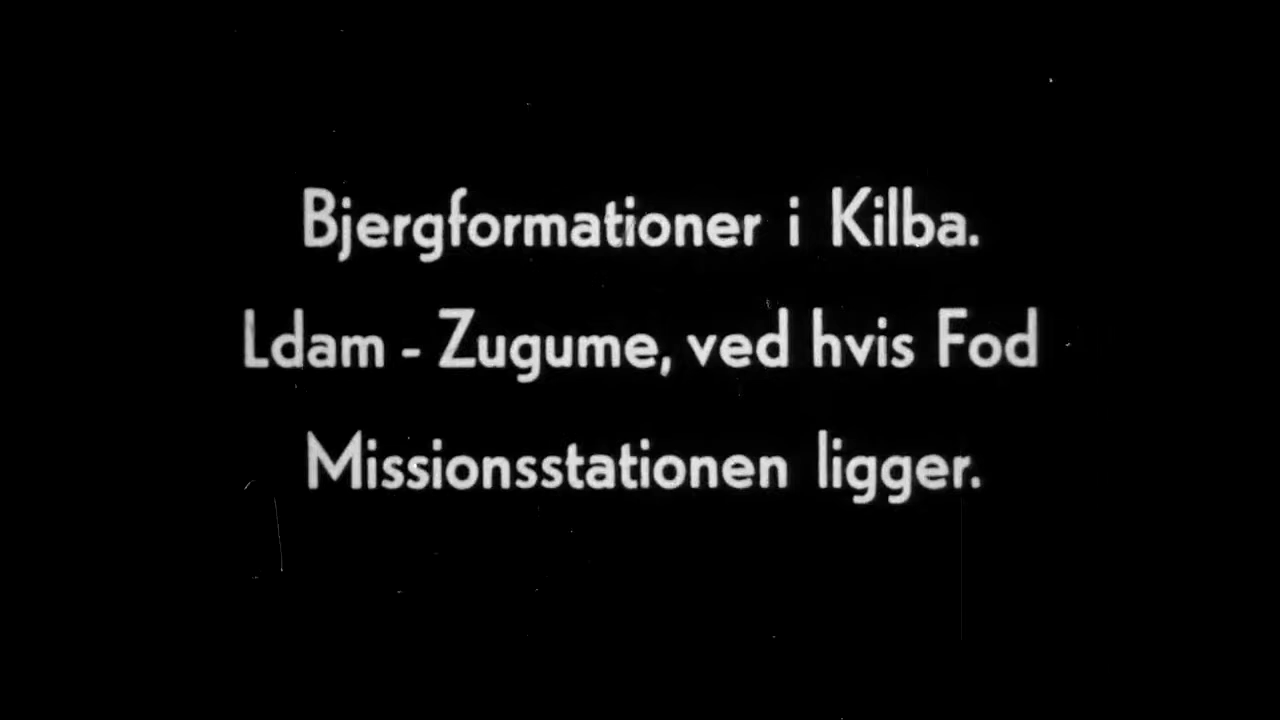 Bjergformationer i Kilba.
Ldam - Zugume, ved hvis Fod
Missionsstationen ligger.